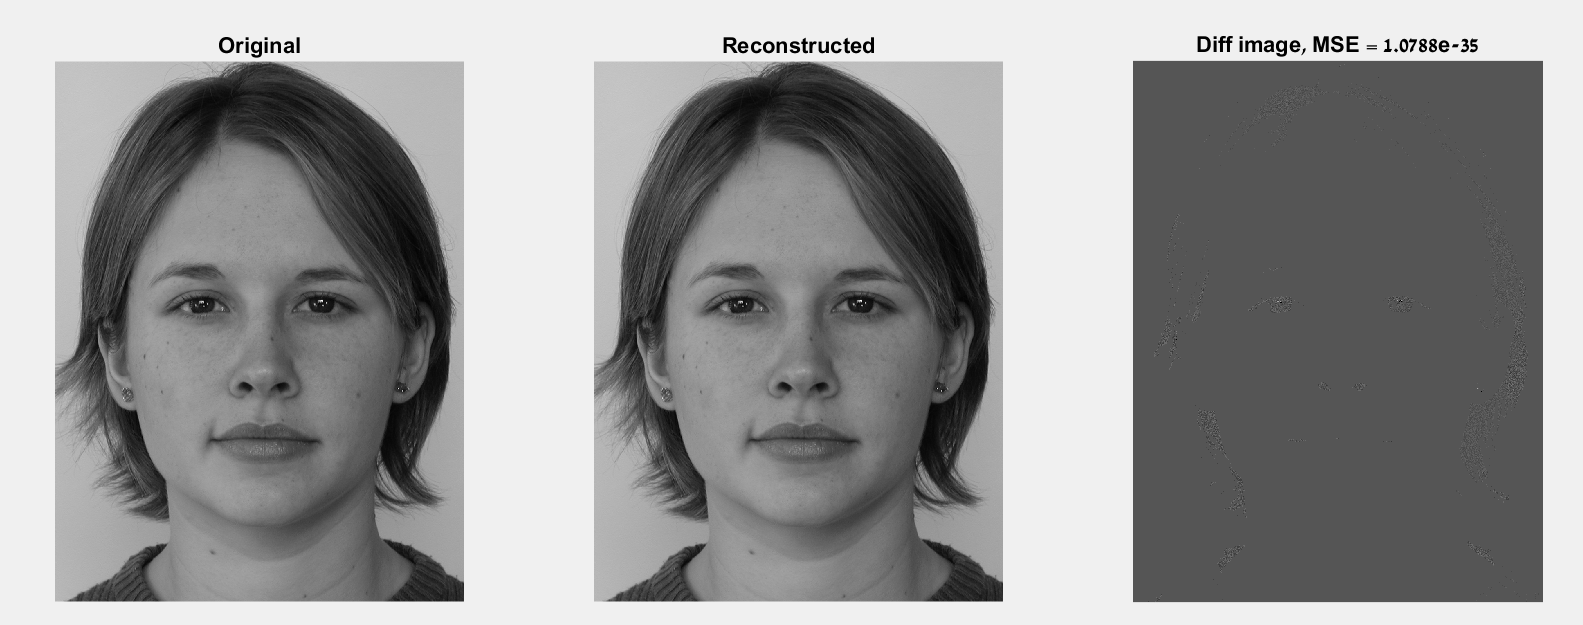 Original
Reconstructed
Diff image, MSE = 1.0788e-35